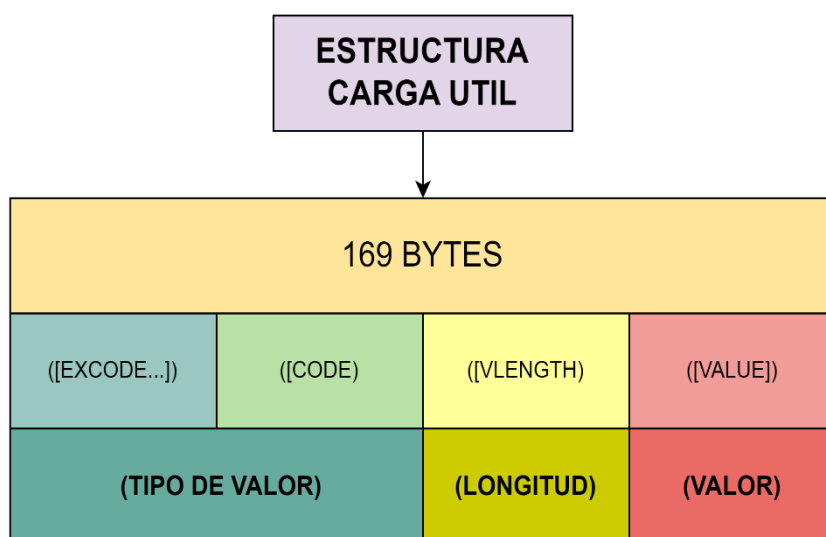 ESTRUCTURA
CARGA UTIL
169 BYTES
([EXCODE...])
([CODE)
([VLENGTH)
([VALUE])
(TIPO DE VALOR)
(LONGITUD)
(VALOR)